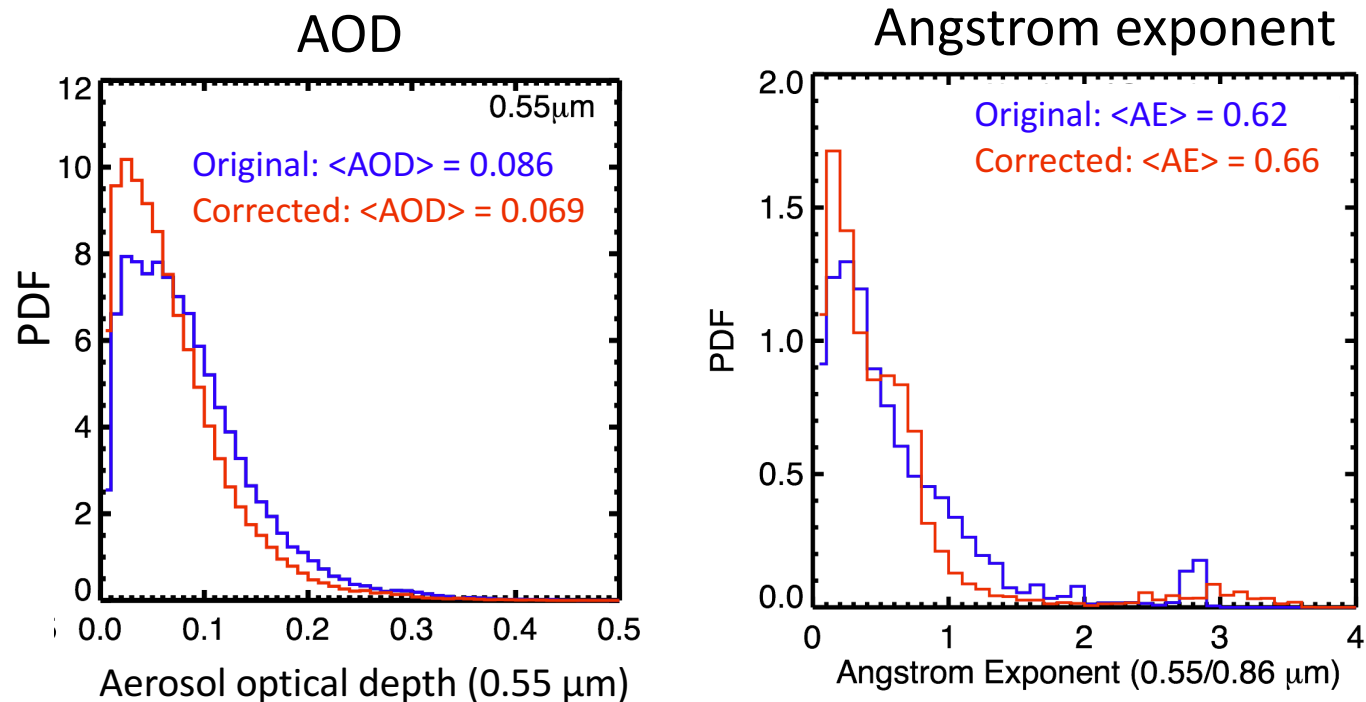 AOD
0.55μm
Original: <AOD> = 0.086
Corrected: <AOD> = 0.069
PDF
12
10
8
6
4
2
0
0.0 0.1 0.2 0.3 0.4 0.5
Aerosol optical depth (0.55 μm)
Angstrom exponent
Original: <AE> = 0.62
Corrected: <AE> = 0.66
PDF
2.0
1.5
1.0
0.5
0.0
0 1 2 3 4
Angstrom Exponent (0.55/0.86 μm)